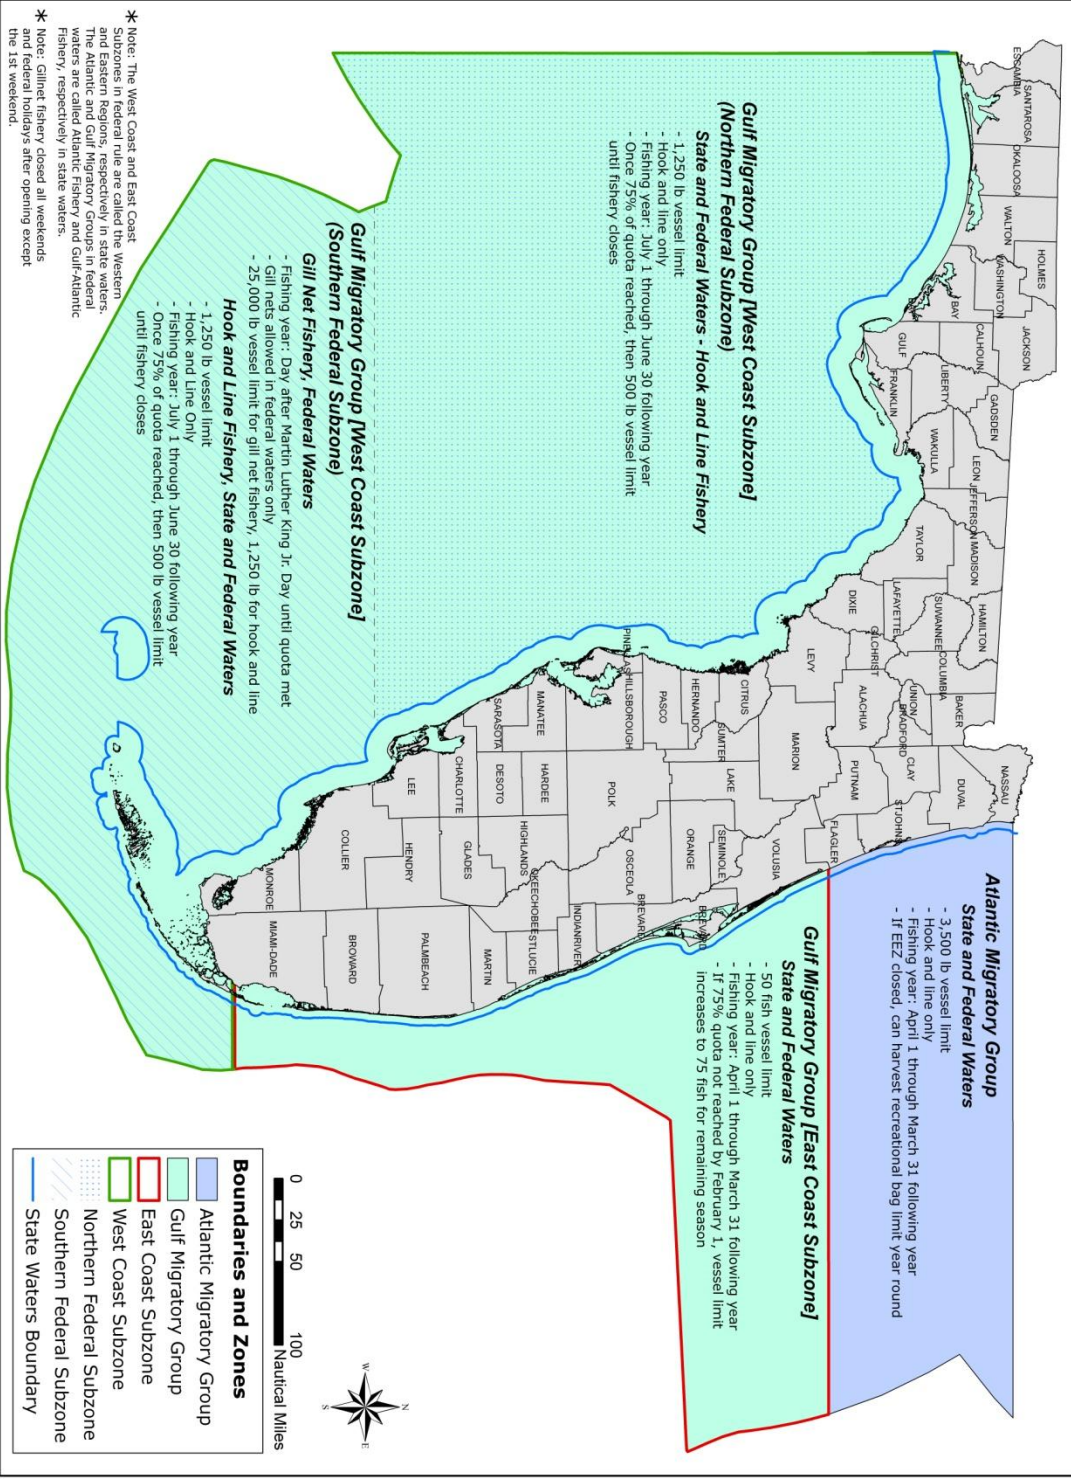 ESCAMBIA
SANTAROSA
OKALOOSA
WALTON
HOLMES
WASHINGTON
BAY
JACKSON
CALHOUN
GULF
LIBERTY
GADSDEN
FRANKLIN
LEON
WAKULLA
JEFFERSON
MADISON
TAYLOR
HAMILTON
SUWANNEE
LAFAYETTE
DIXIE
COLUMBIA
GILCHRIST
BAKER
UNION
BRADFORD
ALACHUA
LEVY
NASSAU
DUVAL
CLAY
STJOHNS
PUTNAM
FLAGLER
MARION
CITRUS
SUMTER
HERNANDO
LAKE
VOLUSIA
SEMINOLE
ORANGE
PASCO
PINELLAS
HILLSBOROUGH
POLK
OSCEOLA
BREVARD
BREVARD
INDIANRIVER
MANATEE
HARDEE
HIGHLANDS
OKEECHOBEE
STLUCIE
SARASOTA
DESOTO
MARTIN
CHARLOTTE
GLADES
LEE
HENDRY
PALMBEACH
COLLIER
BROWARD
MONROE
MIAMI-DADE
Atlantic Migratory Group
State and Federal Waters
- 3,500 lb vessel limit
- Hook and line only
- Fishing year: April 1 through March 31 following year
- If EEZ closed, can harvest recreational bag limit year round
Gulf Migratory Group [East Coast Subzone]
State and Federal Waters
- 50 fish vessel limit
- Hook and line only
- Fishing year: April 1 through March 31 following year
- If 75% quota not reached by February 1, vessel limit
increases to 75 fish for remaining season
Gulf Migratory Group [West Coast Subzone]
(Northern Federal Subzone)
State and Federal Waters - Hook and Line Fishery
- 1,250 lb vessel limit
- Hook and line only
- Fishing year: July 1 through June 30 following year
- Once 75% of quota reached, then 500 lb vessel limit
until fishery closes
Gulf Migratory Group [West Coast Subzone]
(Southern Federal Subzone)
Gill Net Fishery, Federal Waters
- Fishing year: Day after Martin Luther King Jr. Day until quota met
- Gill nets allowed in federal waters only
- 25,000 lb vessel limit for gill net fishery, 1,250 lb for hook and line
Hook and Line Fishery, State and Federal Waters
- 1,250 lb vessel limit
- Hook and Line Only
- Fishing year: July 1 through June 30 following year
- Once 75% of quota reached, then 500 lb vessel limit
until fishery closes
* Note: The West Coast and East Coast
Subzones in federal rule are called the Western
and Eastern Regions, respectively in state waters.
The Atlantic and Gulf Migratory Groups in federal
waters are called Atlantic Fishery and Gulf-Atlantic
Fishery, respectively in state waters.
* Note: Gillnet fishery closed all weekends
and federal holidays after opening except
the 1st weekend.
N
W
E
S
0 25 50 100
Nautical Miles
Boundaries and Zones
Atlantic Migratory Group
Gulf Migratory Group
East Coast Subzone
West Coast Subzone
Northern Federal Subzone
Southern Federal Subzone
State Waters Boundary